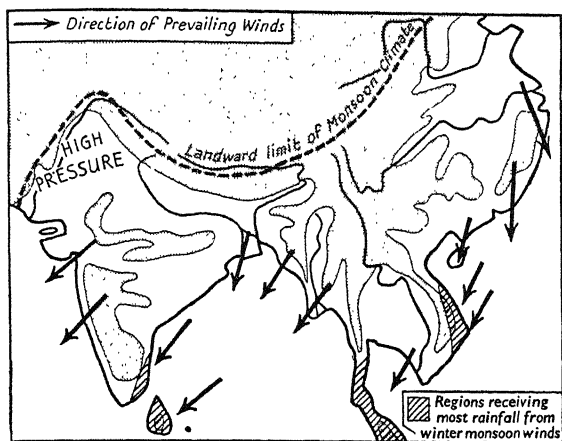 Direction of Prevailing Winds
Landward limit of Monsoon Climate
HIGH
PRESSURE
Regions receiving
most rainfall from
winter monsoon winds